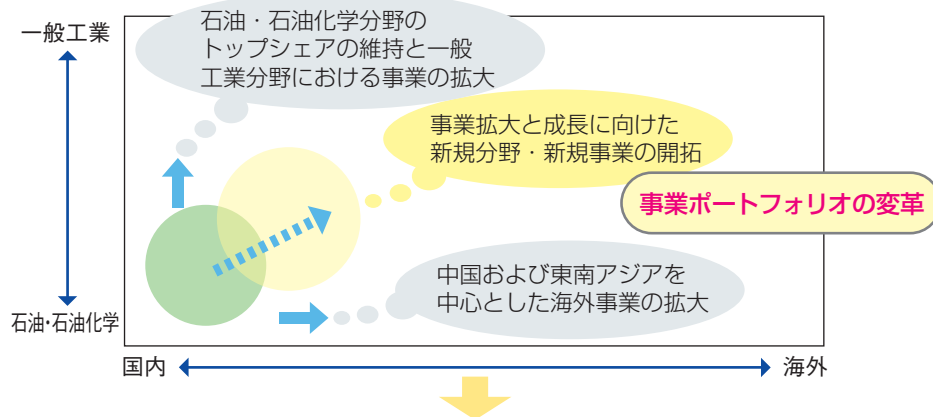 一般工業
石油・石油化学分野の
トップシェアの維持と一般
工業分野における事業の拡大
事業拡大と成長に向けた
新規分野・新規事業の開拓
事業ポートフォリオの変革
中国および東南アジアを
中心とした海外事業の拡大
石油・石油化学
国内
海外